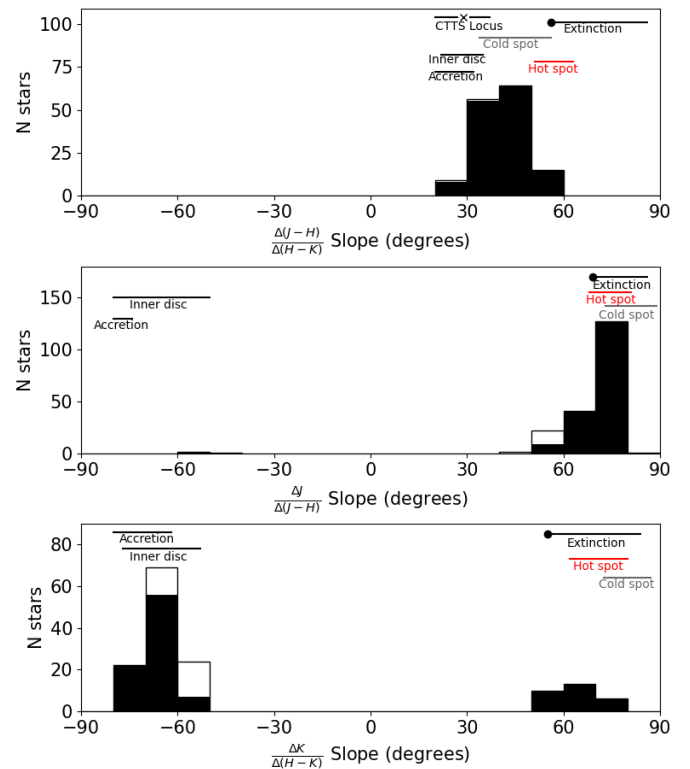 100
75
50
25
0
N stars
CTTS Locus
Extinction
Cold spot
Inner disc
Hot spot
Accretion
−90 −60 −30 0 30 60 90
Δ(J − H)/Δ(H − K) Slope (degrees)
150
100
50
0
N stars
Extinction
Hot spot
Inner disc
Cold spot
Accretion
−90 −60 −30 0 30 60 90
ΔJ/Δ(J − H) Slope (degrees)
80
60
40
20
0
N stars
Accretion
Extinction
Inner disc
Hot spot
Cold spot
−90 −60 −30 0 30 60 90
ΔK/Δ(H − K) Slope (degrees)